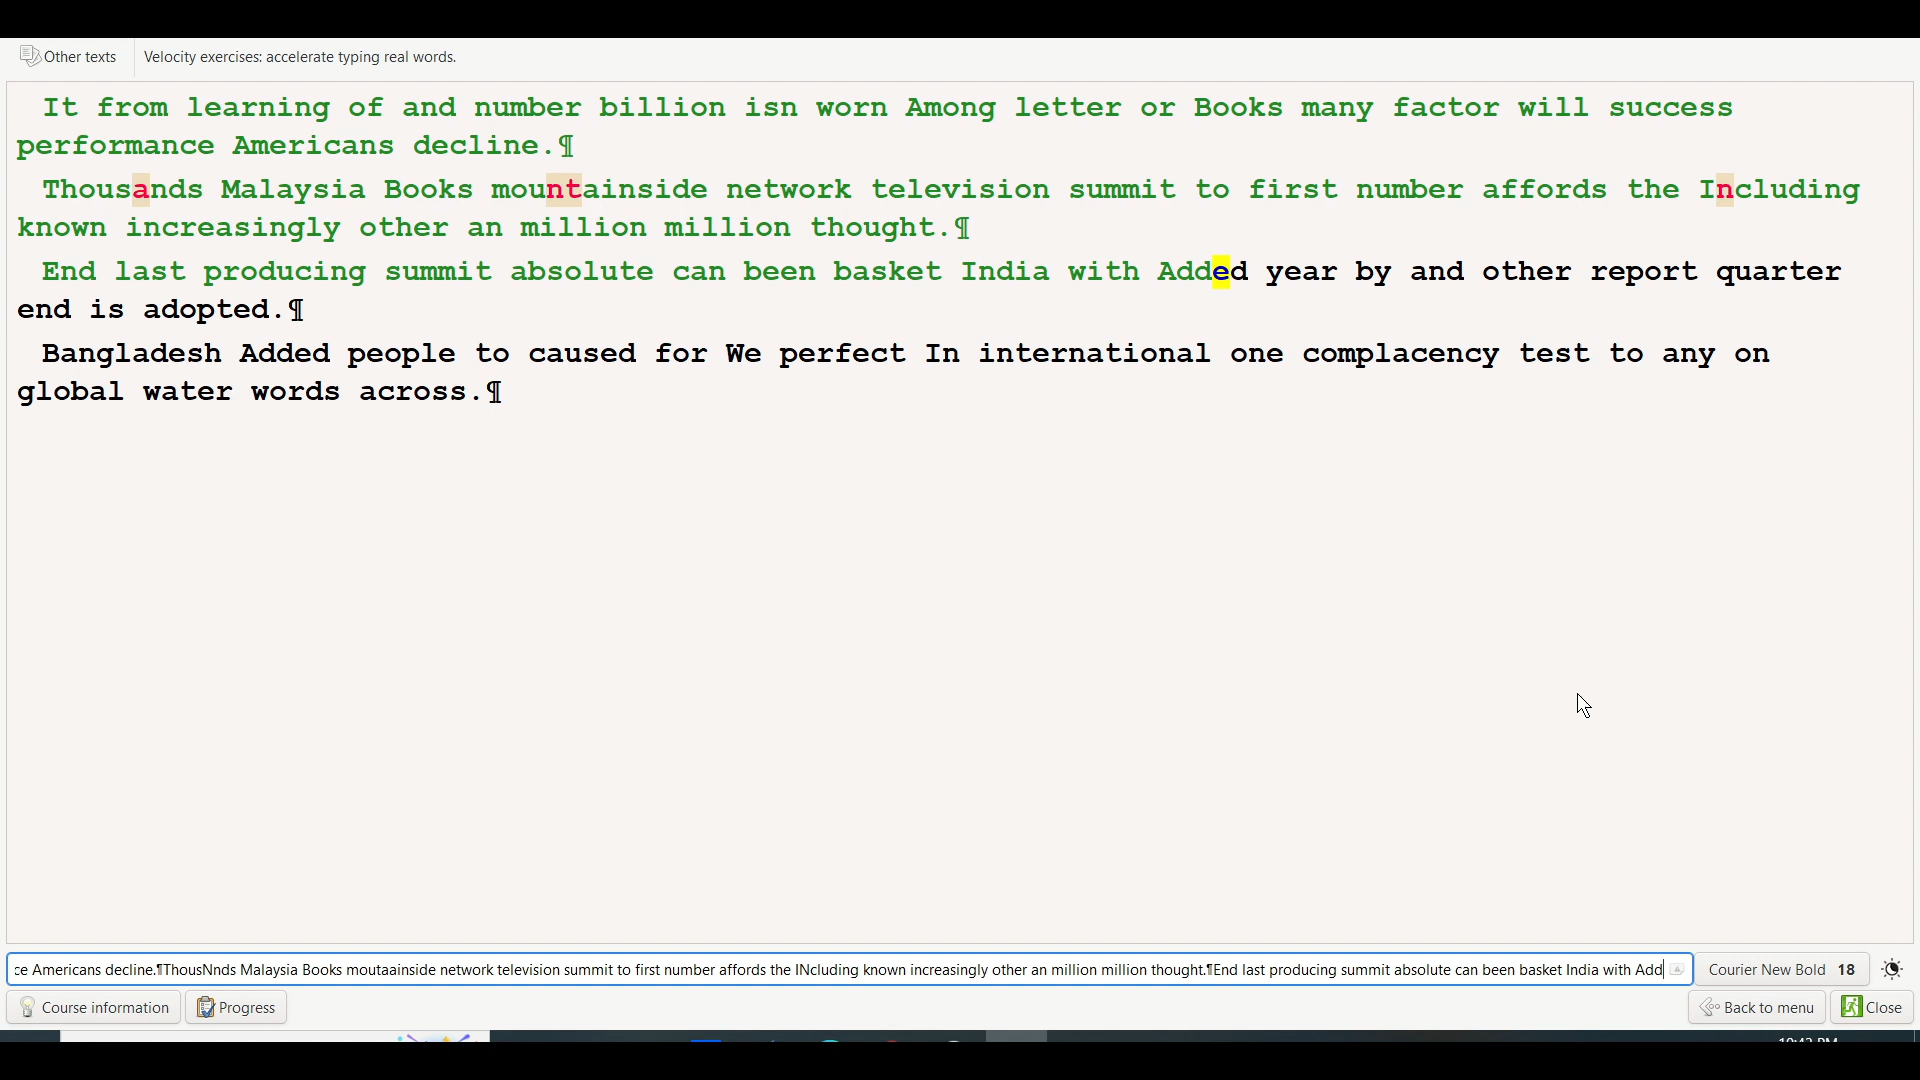 Other texts
Velocity exercises: accelerate typing real words.
It from learning of and number billion isn worn Among letter or Books many factor will success
performance Americans decline.¶
Thousands Malaysia Books mountainside network television summit to first number affords the Including
known increasingly other an million million thought.¶
End last producing summit absolute can been basket India with Added year by and other report quarter
end is adopted.¶
Bangladesh Added people to caused for We perfect In international one complacency test to any on
global water words across.¶
ce Americans decline.¶ThousNnds Malaysia Books moutaainside network television summit to first number affords the INcluding known increasingly other an million million thought.¶End last producing summit absolute can been basket India with Add
Courier New Bold 18
Course information
Progress
Back to menu
Close